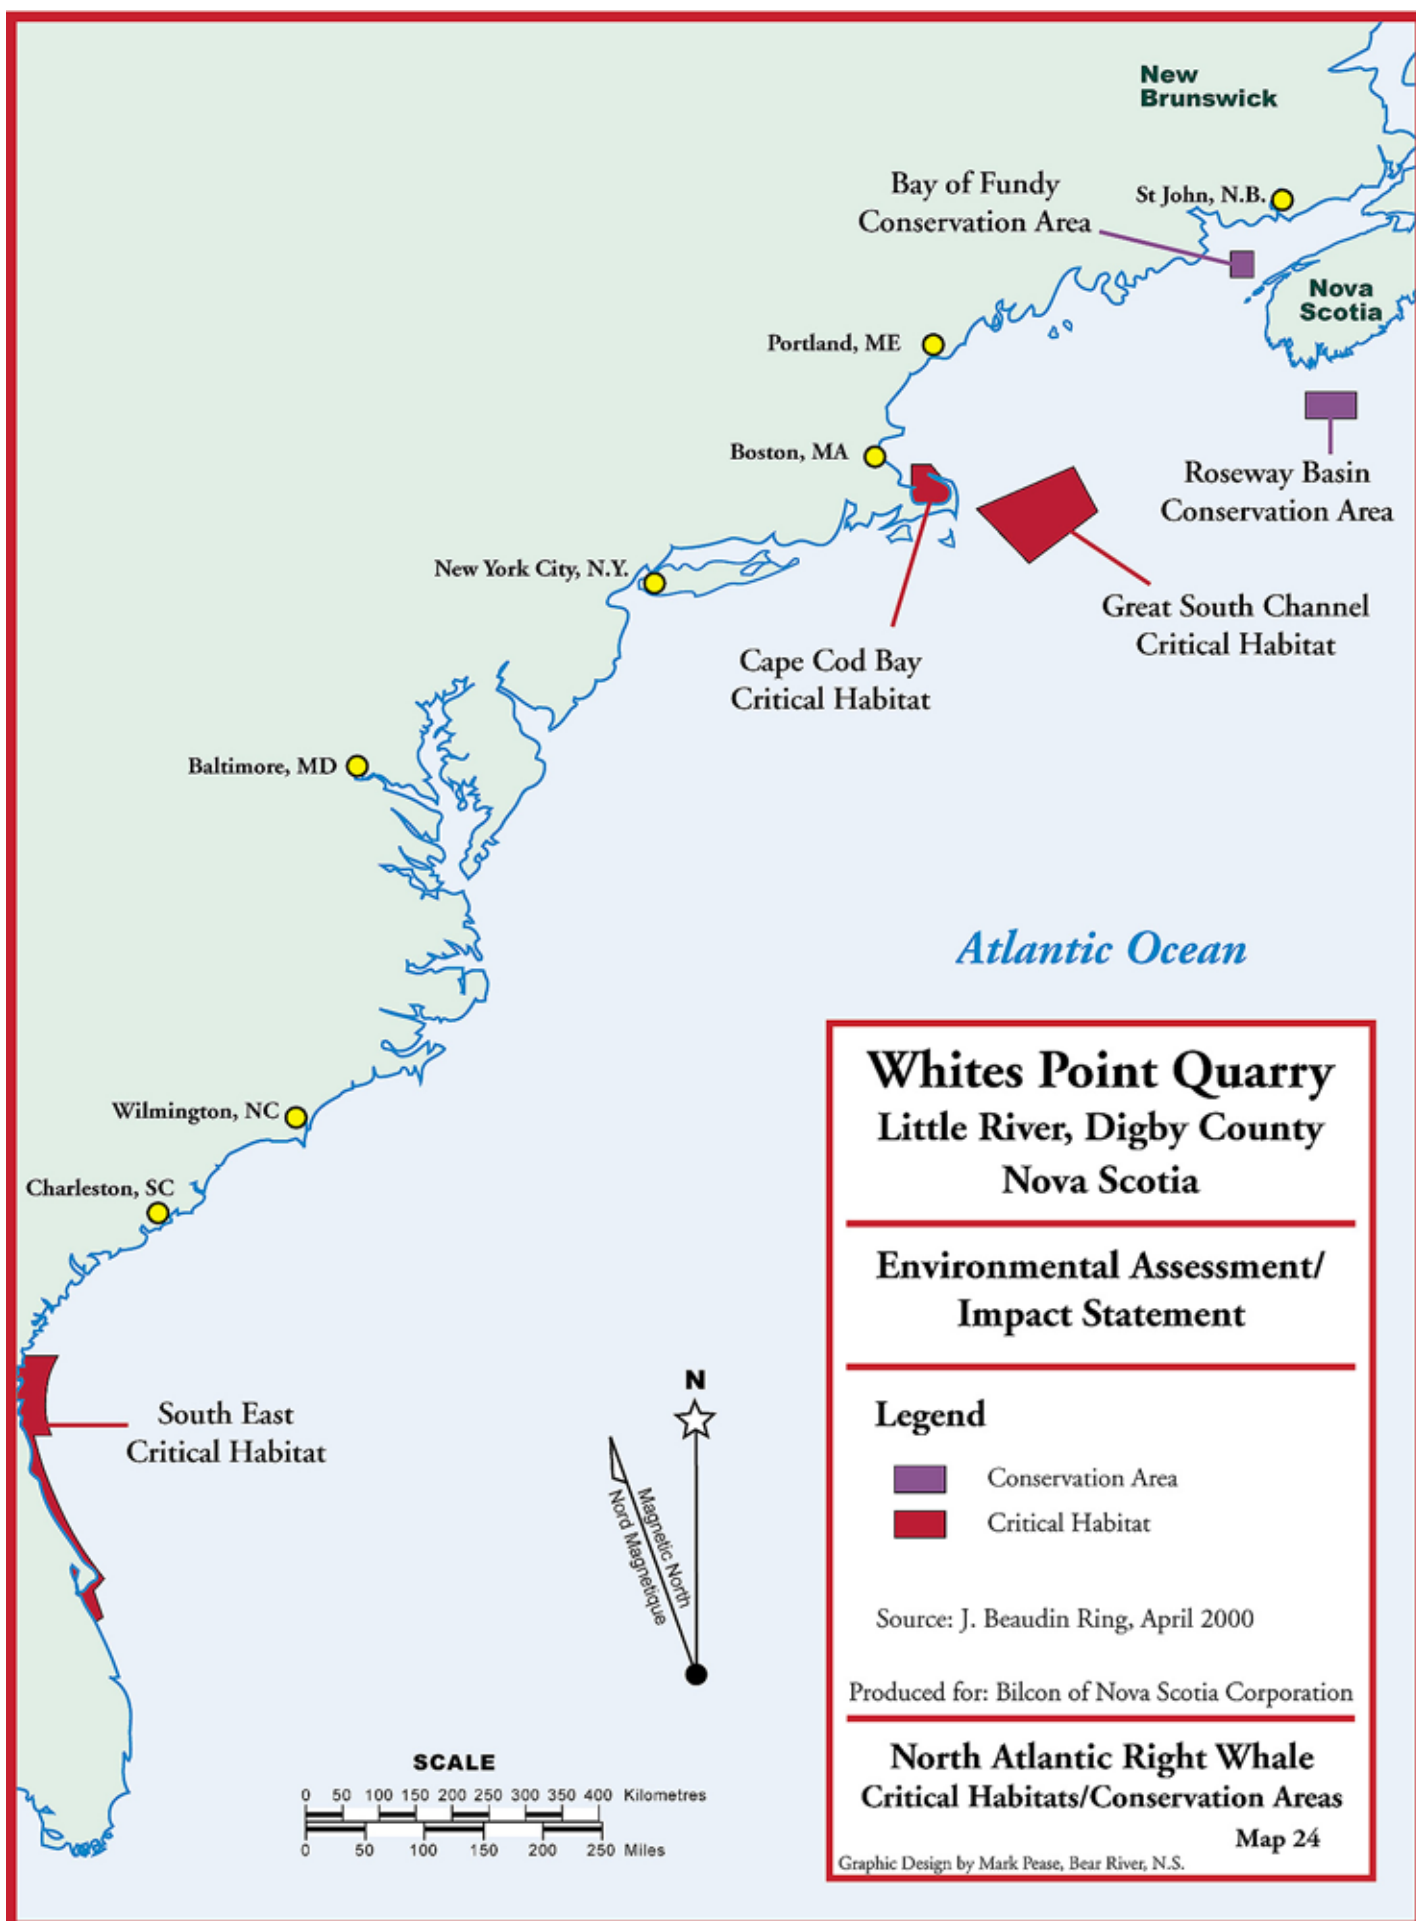 New
Brunswick
Bay of Fundy
Conservation Area
St John, N.B.
Nova
Scotia
Portland, ME
Boston, MA
Roseway Basin
Conservation Area
New York City, N.Y.
Great South Channel
Critical Habitat
Cape Cod Bay
Critical Habitat
Baltimore, MD
Atlantic Ocean
Wilmington, NC
Charleston, SC
South East
Critical Habitat
N
Magnetic North
Nord Magnetique
SCALE
0 50 100 150 200 250 300 350 400 Kilometres
0 50 100 150 200 250 Miles
Whites Point Quarry
Little River, Digby County
Nova Scotia
Environmental Assessment/
Impact Statement
Legend
Conservation Area
Critical Habitat
Source: J. Beaudin Ring, April 2000
Produced for: Bilcon of Nova Scotia Corporation
North Atlantic Right Whale
Critical Habitats/Conservation Areas
Map 24
Graphic Design by Mark Pease, Bear River, N.S.